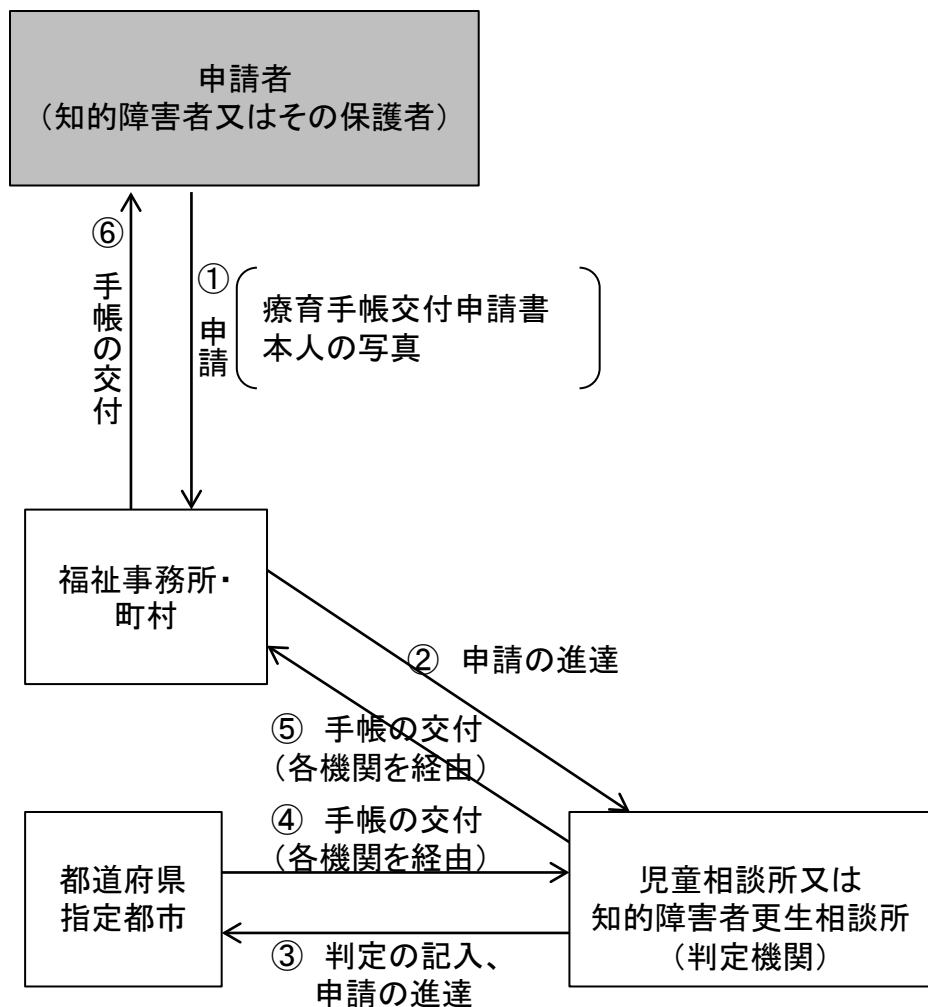 申請者
（知的障害者又はその保護者）
⑥ 手帳の交付
① 申請
療育手帳交付申請書
本人の写真
福祉事務所・
町村
② 申請の進達
⑤ 手帳の交付
（各機関を経由）
④ 手帳の交付
（各機関を経由）
都道府県
指定都市
児童相談所又は
知的障害者更生相談所
（判定機関）
③ 判定の記入、
申請の進達